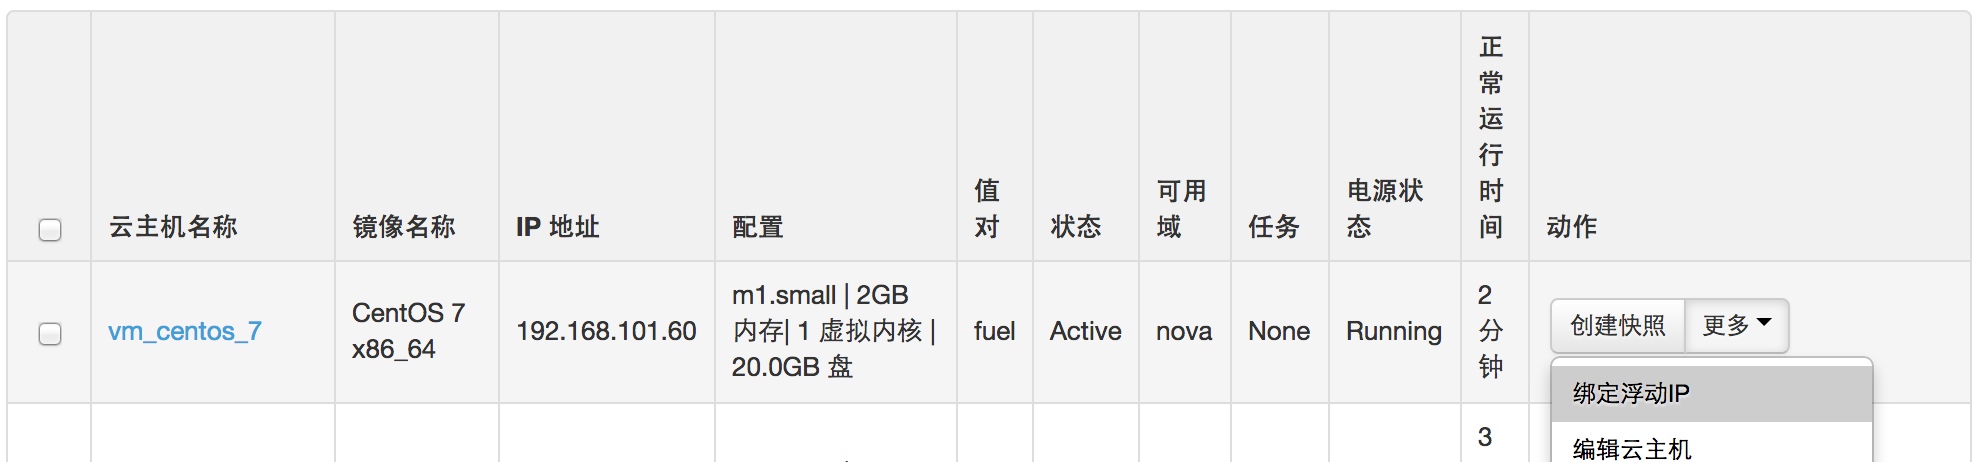 云主机名称
镜像名称
IP 地址
配置
值
对
状态
可用
域
任务
电源状
态
正
常
运
行
时
间
动作
vm_centos_7
CentOS 7
x86_64
192.168.101.60
m1.small | 2GB
内存| 1 虚拟内核 |
20.0GB 盘
fuel
Active
nova
None
Running
2
分
钟
创建快照
更多
绑定浮动IP
编辑云主机
3